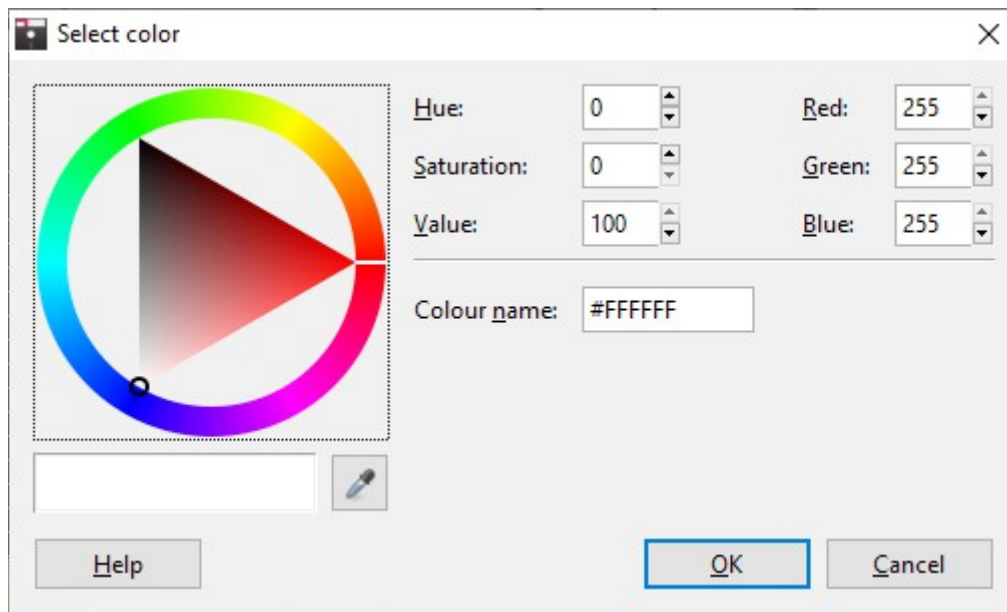 Select color
Hue: 0 Red: 255
Saturation: 0 Green: 255
Value: 100 Blue: 255
Colour name: #FFFFFF
Help OK Cancel